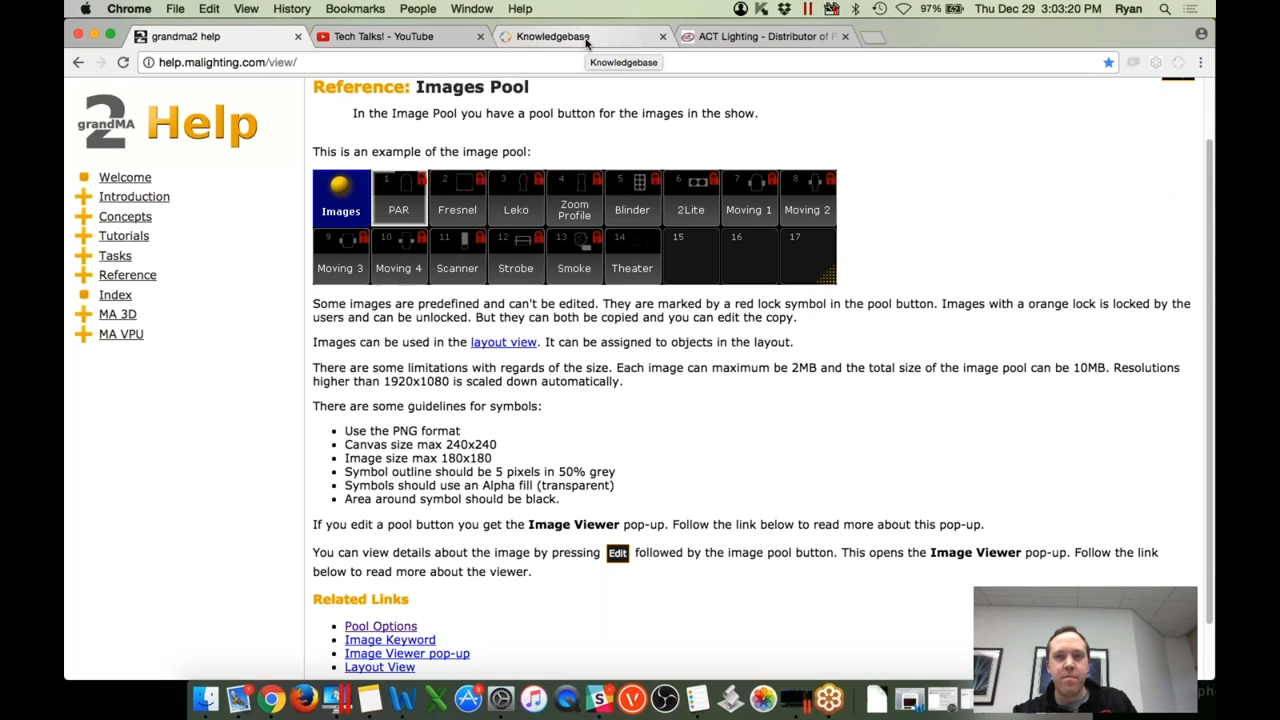 Chrome File Edit View History Bookmarks People Window Help 97% Thu Dec 29 3:03:20 PM Ryan
grandma2 help Tech Talks! - YouTube Knowledgebase ACT Lighting - Distributor of P
help.malighting.com/view/
Knowledgebase
grandMA 2 Help
Welcome
Introduction
Concepts
Tutorials
Tasks
Reference
Index
MA 3D
MA VPU
Reference: Images Pool
In the Image Pool you have a pool button for the images in the show.
This is an example of the image pool:
1 2 3 4 5 6 7 8
Images PAR Fresnel Leko Zoom Profile Blinder 2Lite Moving 1 Moving 2
9 10 11 12 13 14 15 16 17
Moving 3 Moving 4 Scanner Strobe Smoke Theater
Some images are predefined and can't be edited. They are marked by a red lock symbol in the pool button. Images with a orange lock is locked by the
users and can be unlocked. But they can both be copied and you can edit the copy.
Images can be used in the layout view. It can be assigned to objects in the layout.
There are some limitations with regards of the size. Each image can maximum be 2MB and the total size of the image pool can be 10MB. Resolutions
higher than 1920x1080 is scaled down automatically.
There are some guidelines for symbols:
Use the PNG format
Canvas size max 240x240
Image size max 180x180
Symbol outline should be 5 pixels in 50% grey
Symbols should use an Alpha fill (transparent)
Area around symbol should be black.
If you edit a pool button you get the Image Viewer pop-up. Follow the link below to read more about this pop-up.
You can view details about the image by pressing Edit followed by the image pool button. This opens the Image Viewer pop-up. Follow the link
below to read more about the viewer.
Related Links
Pool Options
Image Keyword
Image Viewer pop-up
Layout View